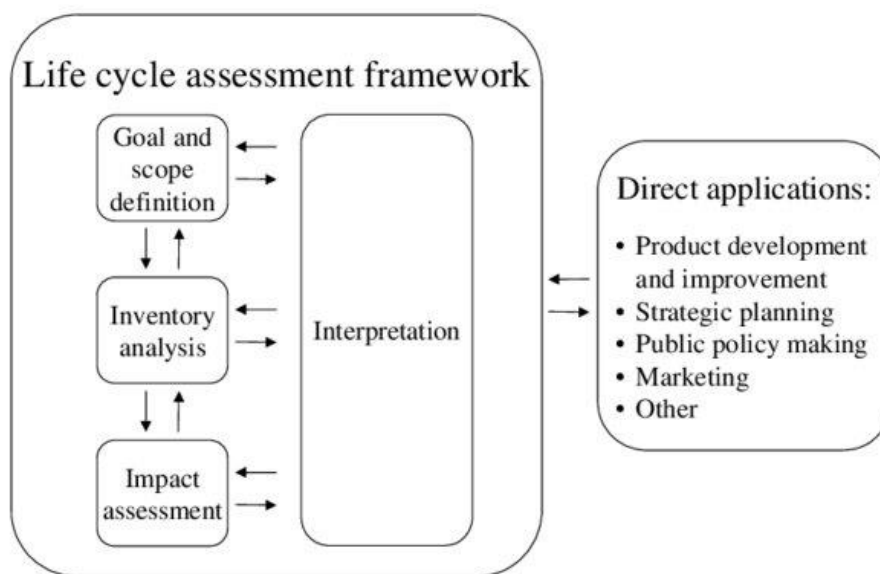 Life cycle assessment framework
Goal and
scope
definition
Inventory
analysis
Impact
assessment
Interpretation
Direct applications:
• Product development
and improvement
• Strategic planning
• Public policy making
• Marketing
• Other